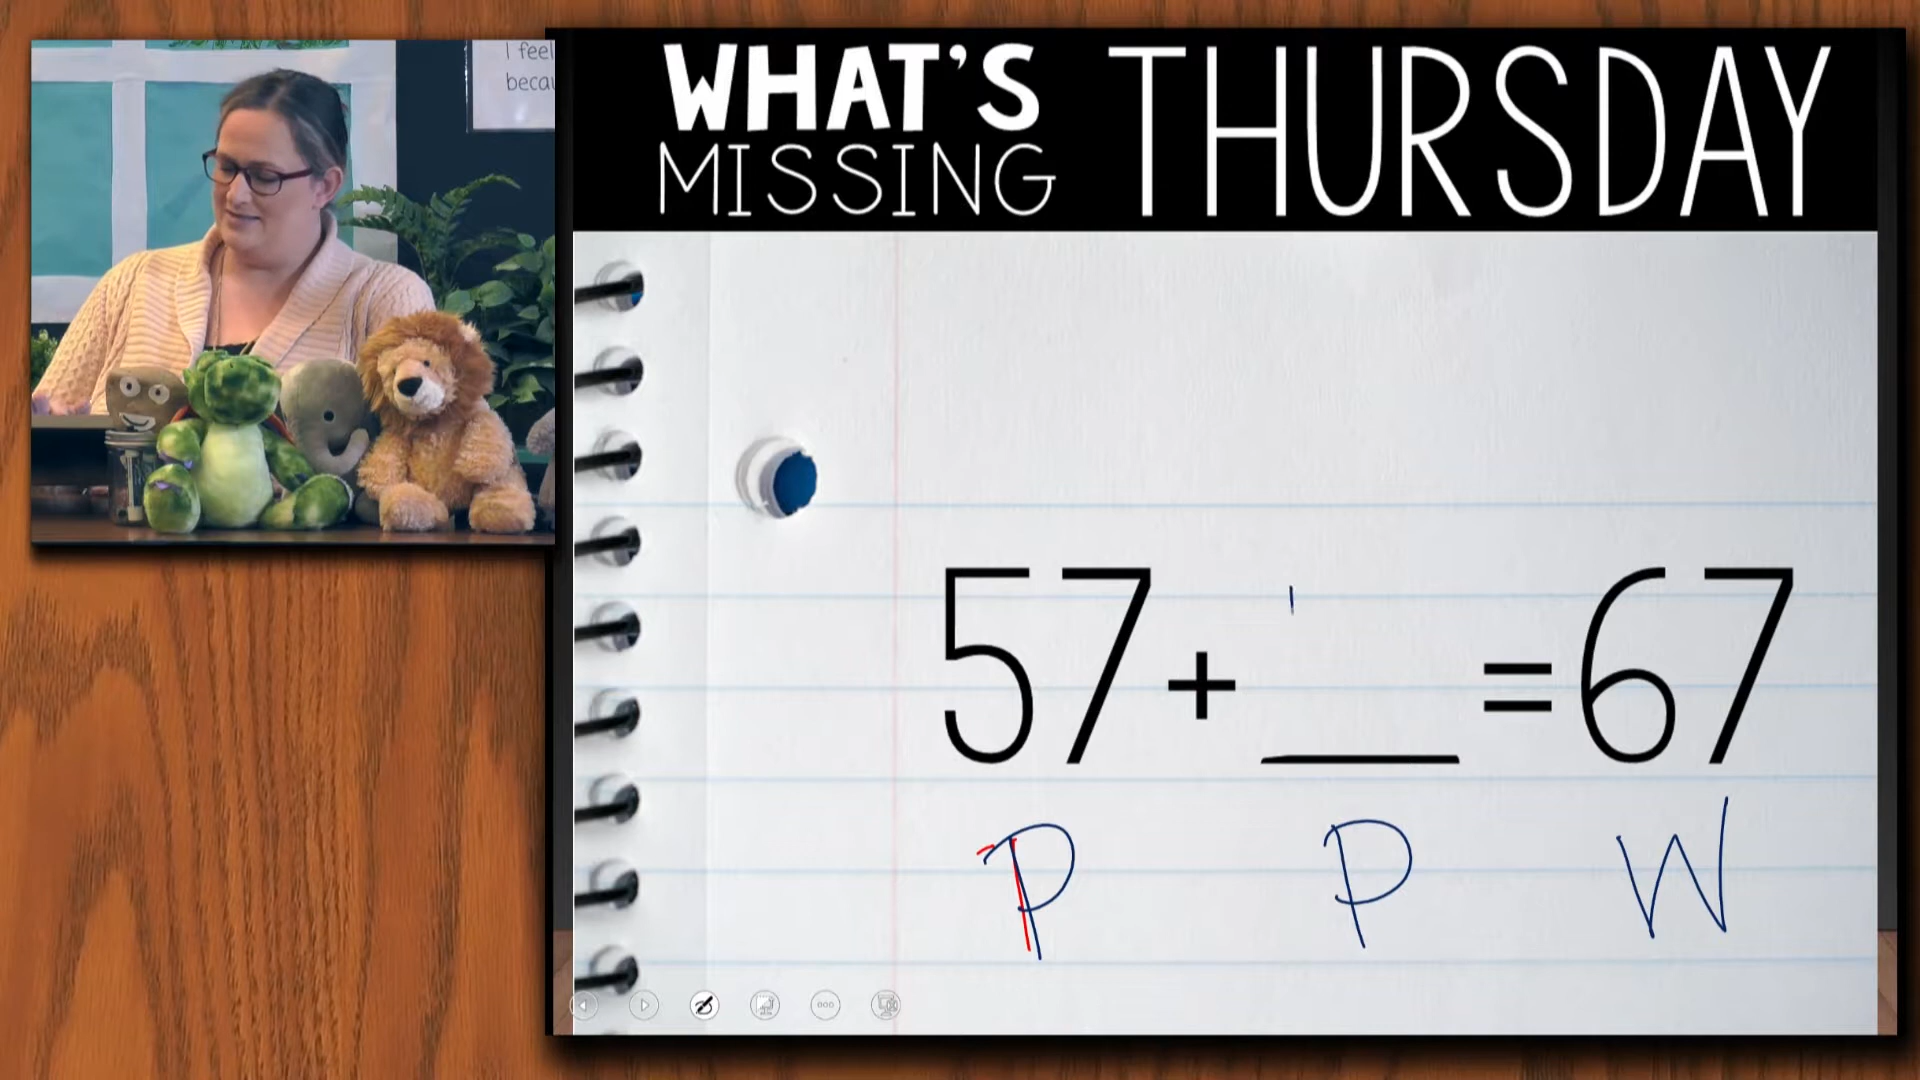 I feel
becau
WHAT'S
MISSING
THURSDAY
57 + ___ = 67
P P W